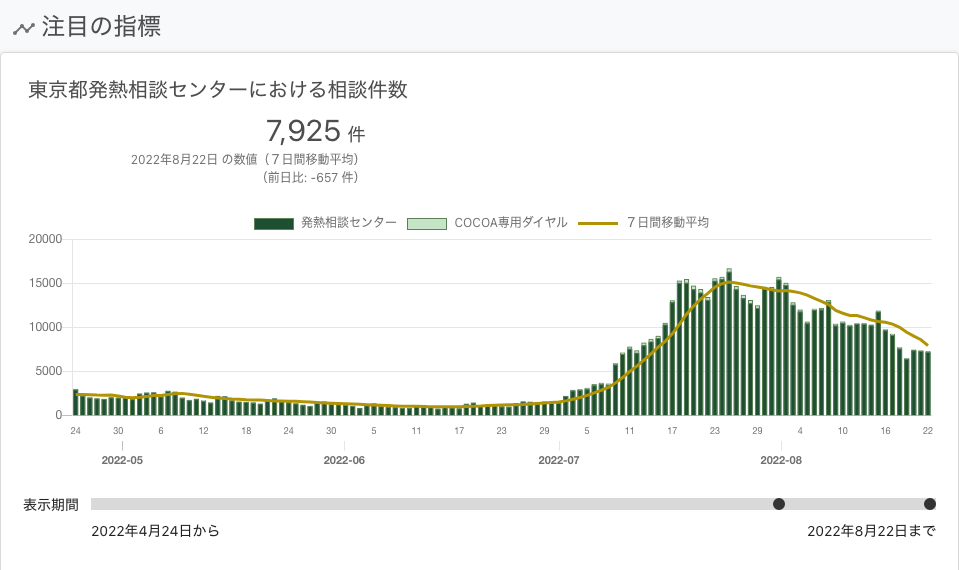 注目の指標
東京都発熱相談センターにおける相談件数
7,925 件
2022年8月22日 の数値（７日間移動平均）
（前日比: -657 件）
発熱相談センター COCOA専用ダイヤル ７日間移動平均
20000
15000
10000
5000
0
24 30 6 12 18 24 30 5 11 17 23 29 5 11 17 23 29 4 10 16 22
2022-05 2022-06 2022-07 2022-08
表示期間
2022年4月24日から 2022年8月22日まで